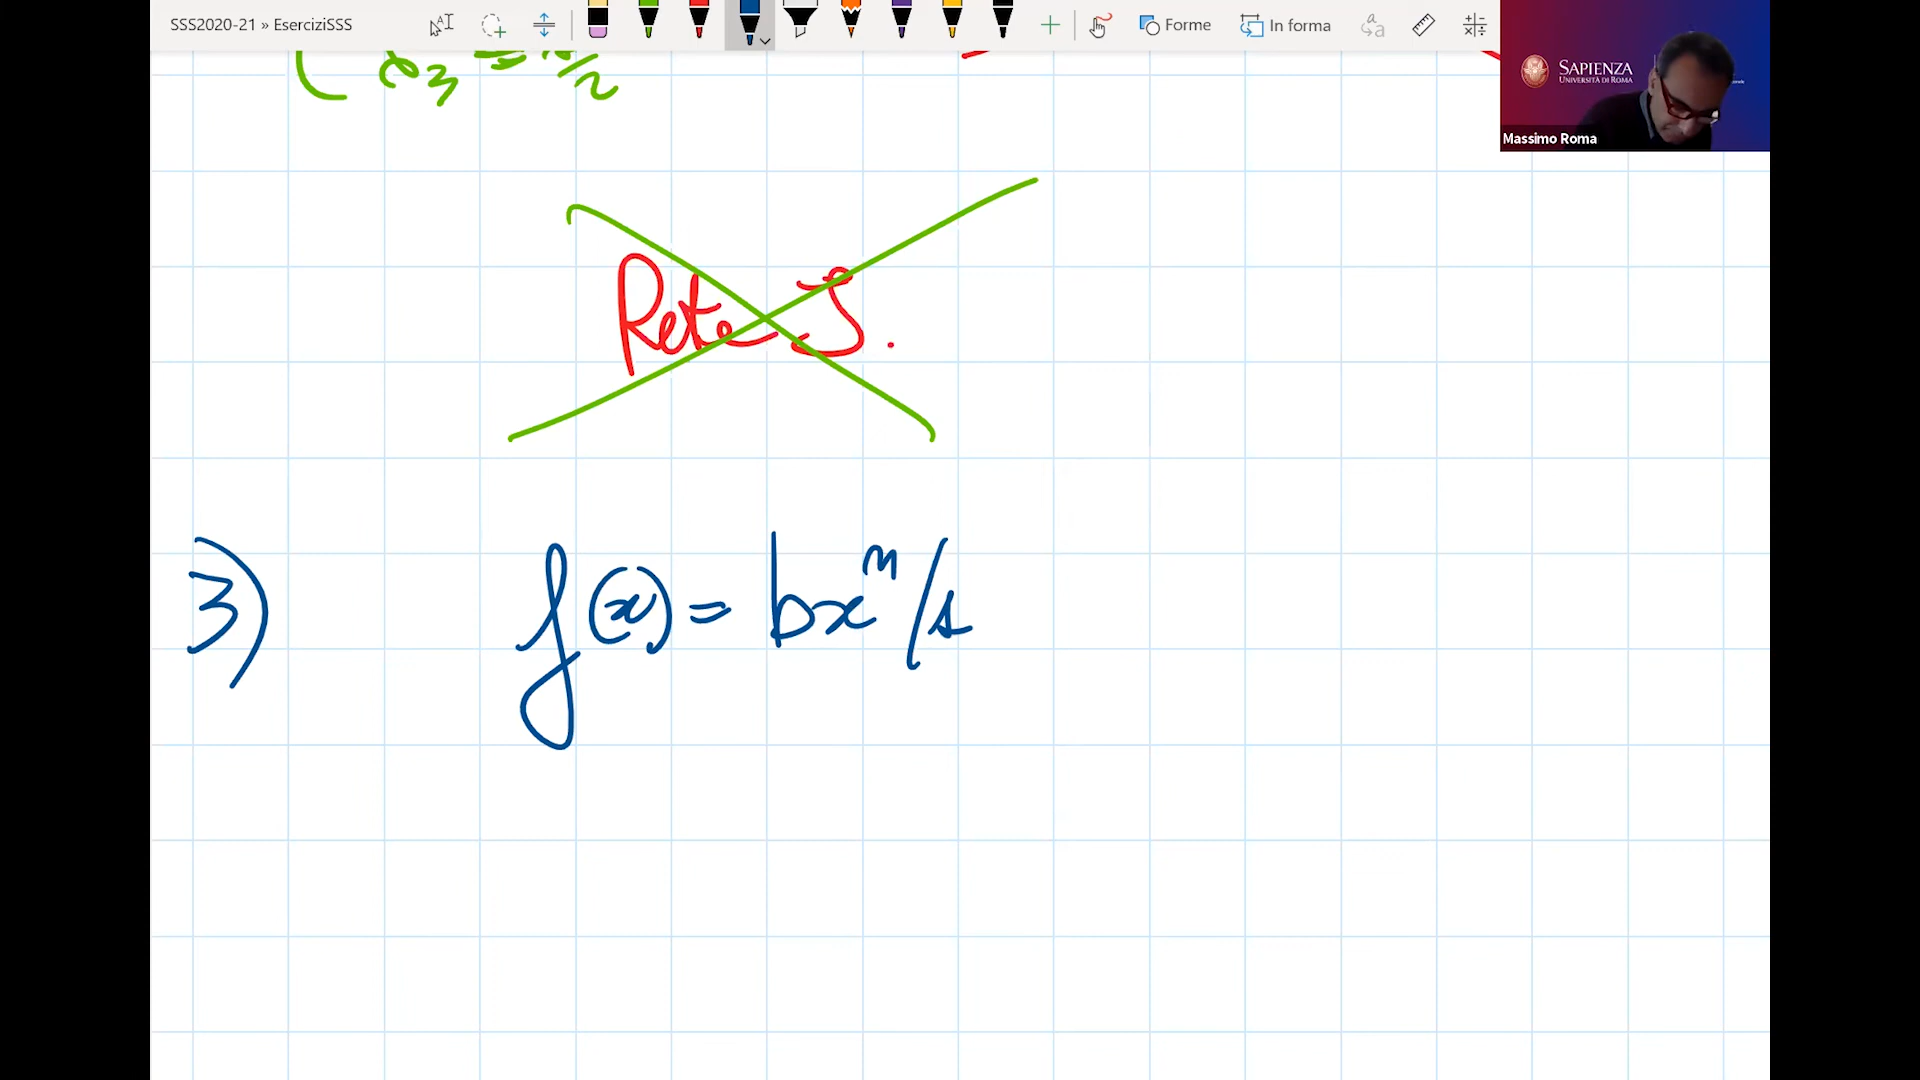 SSS2020-21 » EserciziSSS
Forme
In forma
SAPIENZA
UNIVERSITÀ DI ROMA
Massimo Roma
Rete J.
3) f(x) = bx^n/s